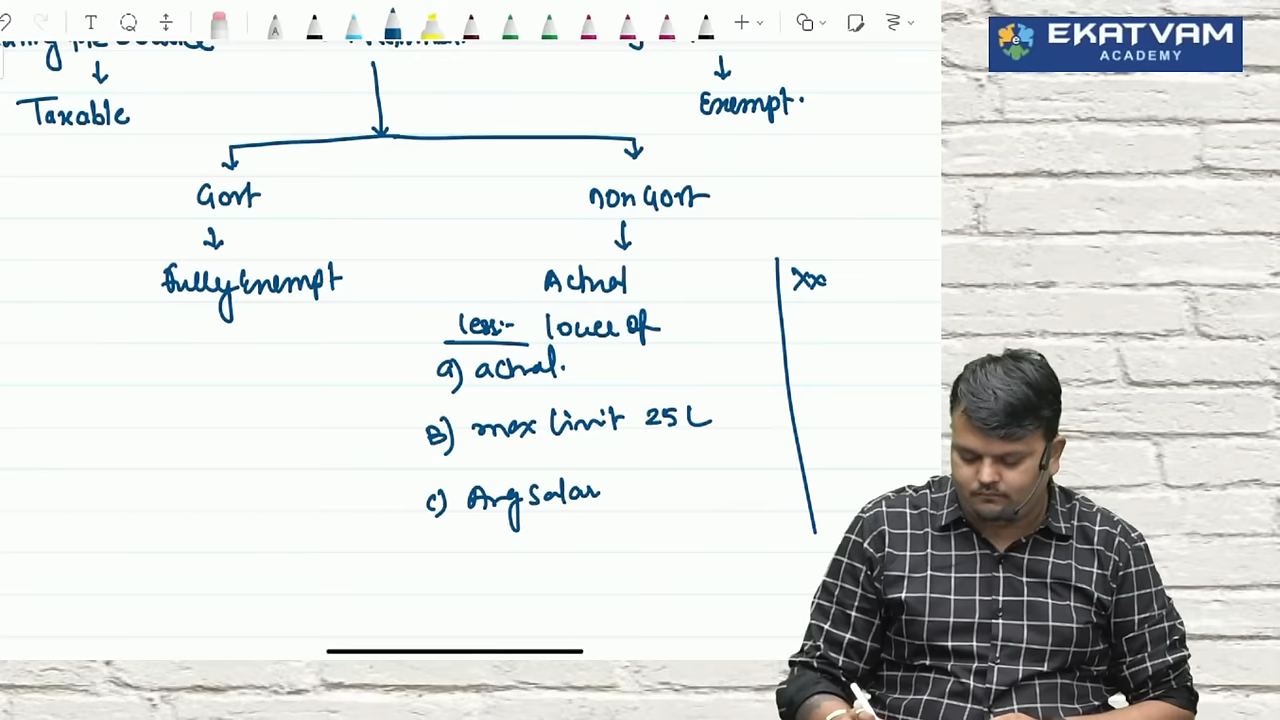 EKATVAM
ACADEMY
Taxable
Exempt.
Govt
non Govt
Fully Exempt
Actual
xx
less:- lower of
a) actual.
B) max limit 25 L
c) Avg Salar